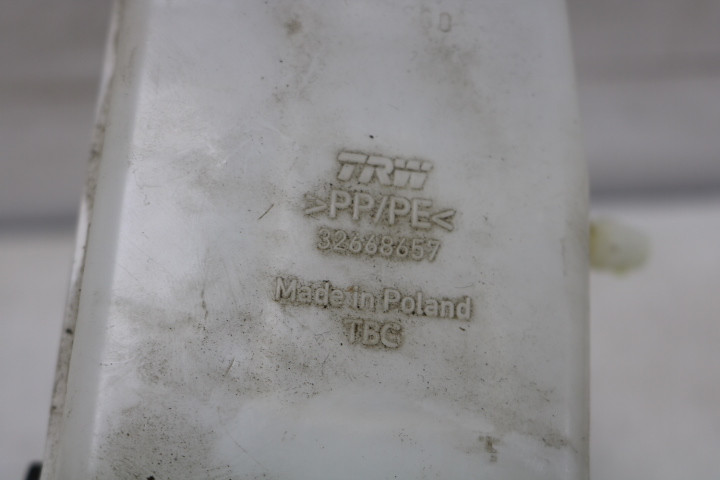 TRW
>PP/PE<
32668657
Made in Poland
TBC